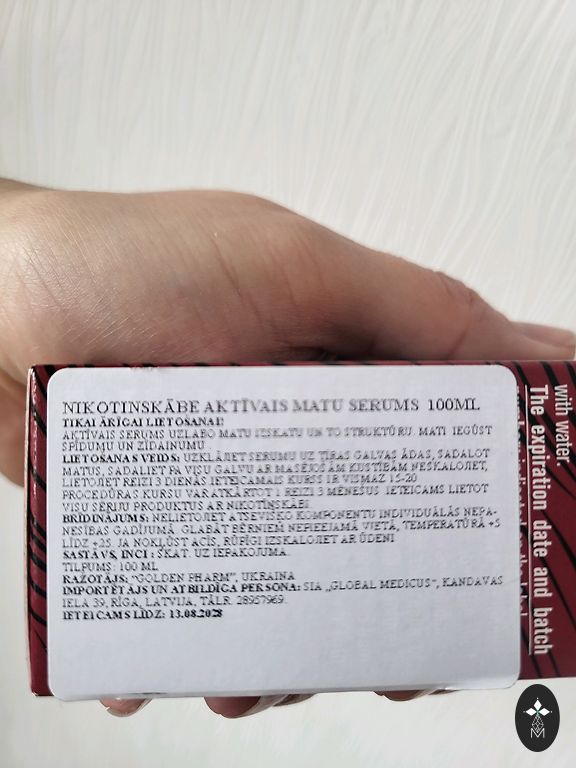 NIKOTINSKĀBE AKTĪVAIS MATU SERUMS 100ML
TIKAI ĀRĪGAI LIETOŠANAI!
AKTĪVAIS SERUMS UZLABO MATU IZSKATU UN TO STRUKTŪRU. MATI IEGŪST
SPĪDUMU UN ZĪDAINUMU
LIETOŠANAS VEIDS: UZKLĀJIET SERUMU UZ TĪRAS GALVAS ĀDAS, SADALOT
MATUS, SADALIET PA VISU GALVU AR MASĒJOŠĀM KUSTĪBĀM NESKALOJIET,
LIETOJIET REIZI 3 DIENĀS IETEICAMAIS KURSS IR VISMAZ 15-20
PROCEDŪRAS KURSU VAR ATKĀRTOT 1 REIZI 3 MĒNEŠUS. IETEICAMS LIETOT
VISU SĒRIJU PRODUKTUS AR NIKOTĪNSKĀBI
BRĪDINĀJUMS: NELIETOJIET ATSEVIŠĶO KOMPONENTU INDIVIDUĀLĀS NEPA-
NESĪBAS GADĪJUMĀ. GLABĀT BĒRNIEM NEPIEEJAMĀ VIETĀ, TEMPERATŪRĀ +5
LĪDZ +25. JA NOKĻŪST ACĪS, RŪPĪGI IZSKALOJIET AR ŪDENI
SASTĀVS, INCI: SKAT. UZ IEPAKOJUMA.
TILPUMS: 100 ML
RAŽOTĀJS: "GOLDEN PHARM", UKRAINA
IMPORTĒTĀJS UN ATBILDĪGA PERSONA: SIA „GLOBAL MEDICUS", KANDAVAS
IELA 39, RĪGA, LATVIJA, TĀLR. 28957969.
IETEICAMS LĪDZ: 13.08.2028
with water.
The expiration date and batch